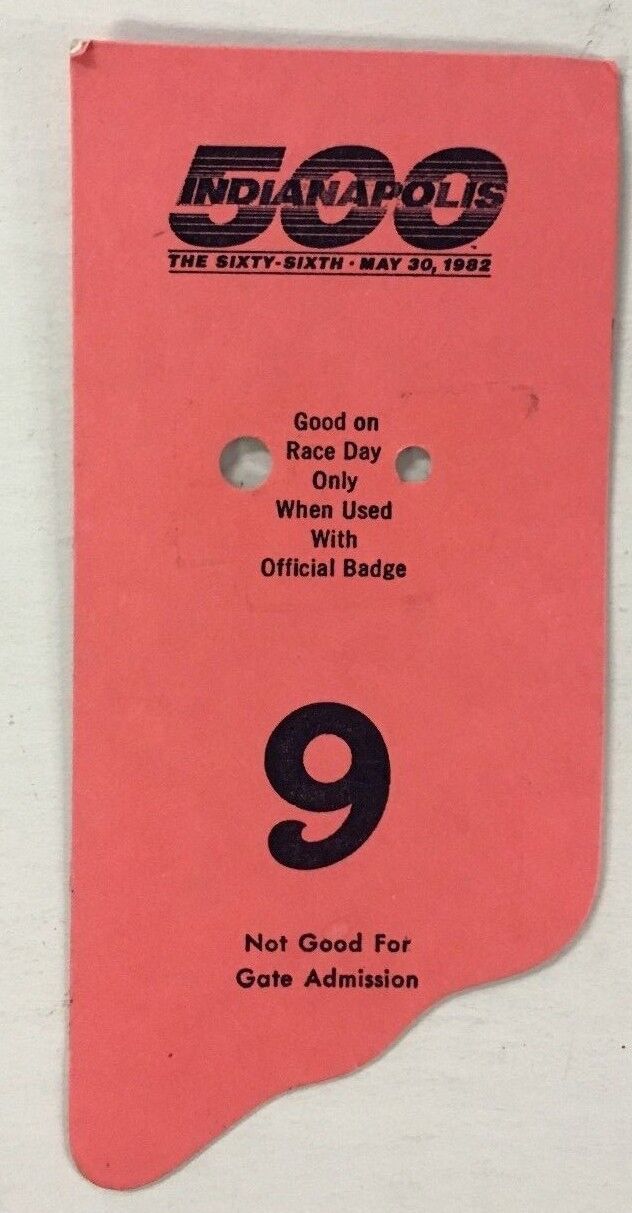 500
INDIANAPOLIS
THE SIXTY-SIXTH • MAY 30, 1982
Good on
Race Day
Only
When Used
With
Official Badge
9
Not Good For
Gate Admission